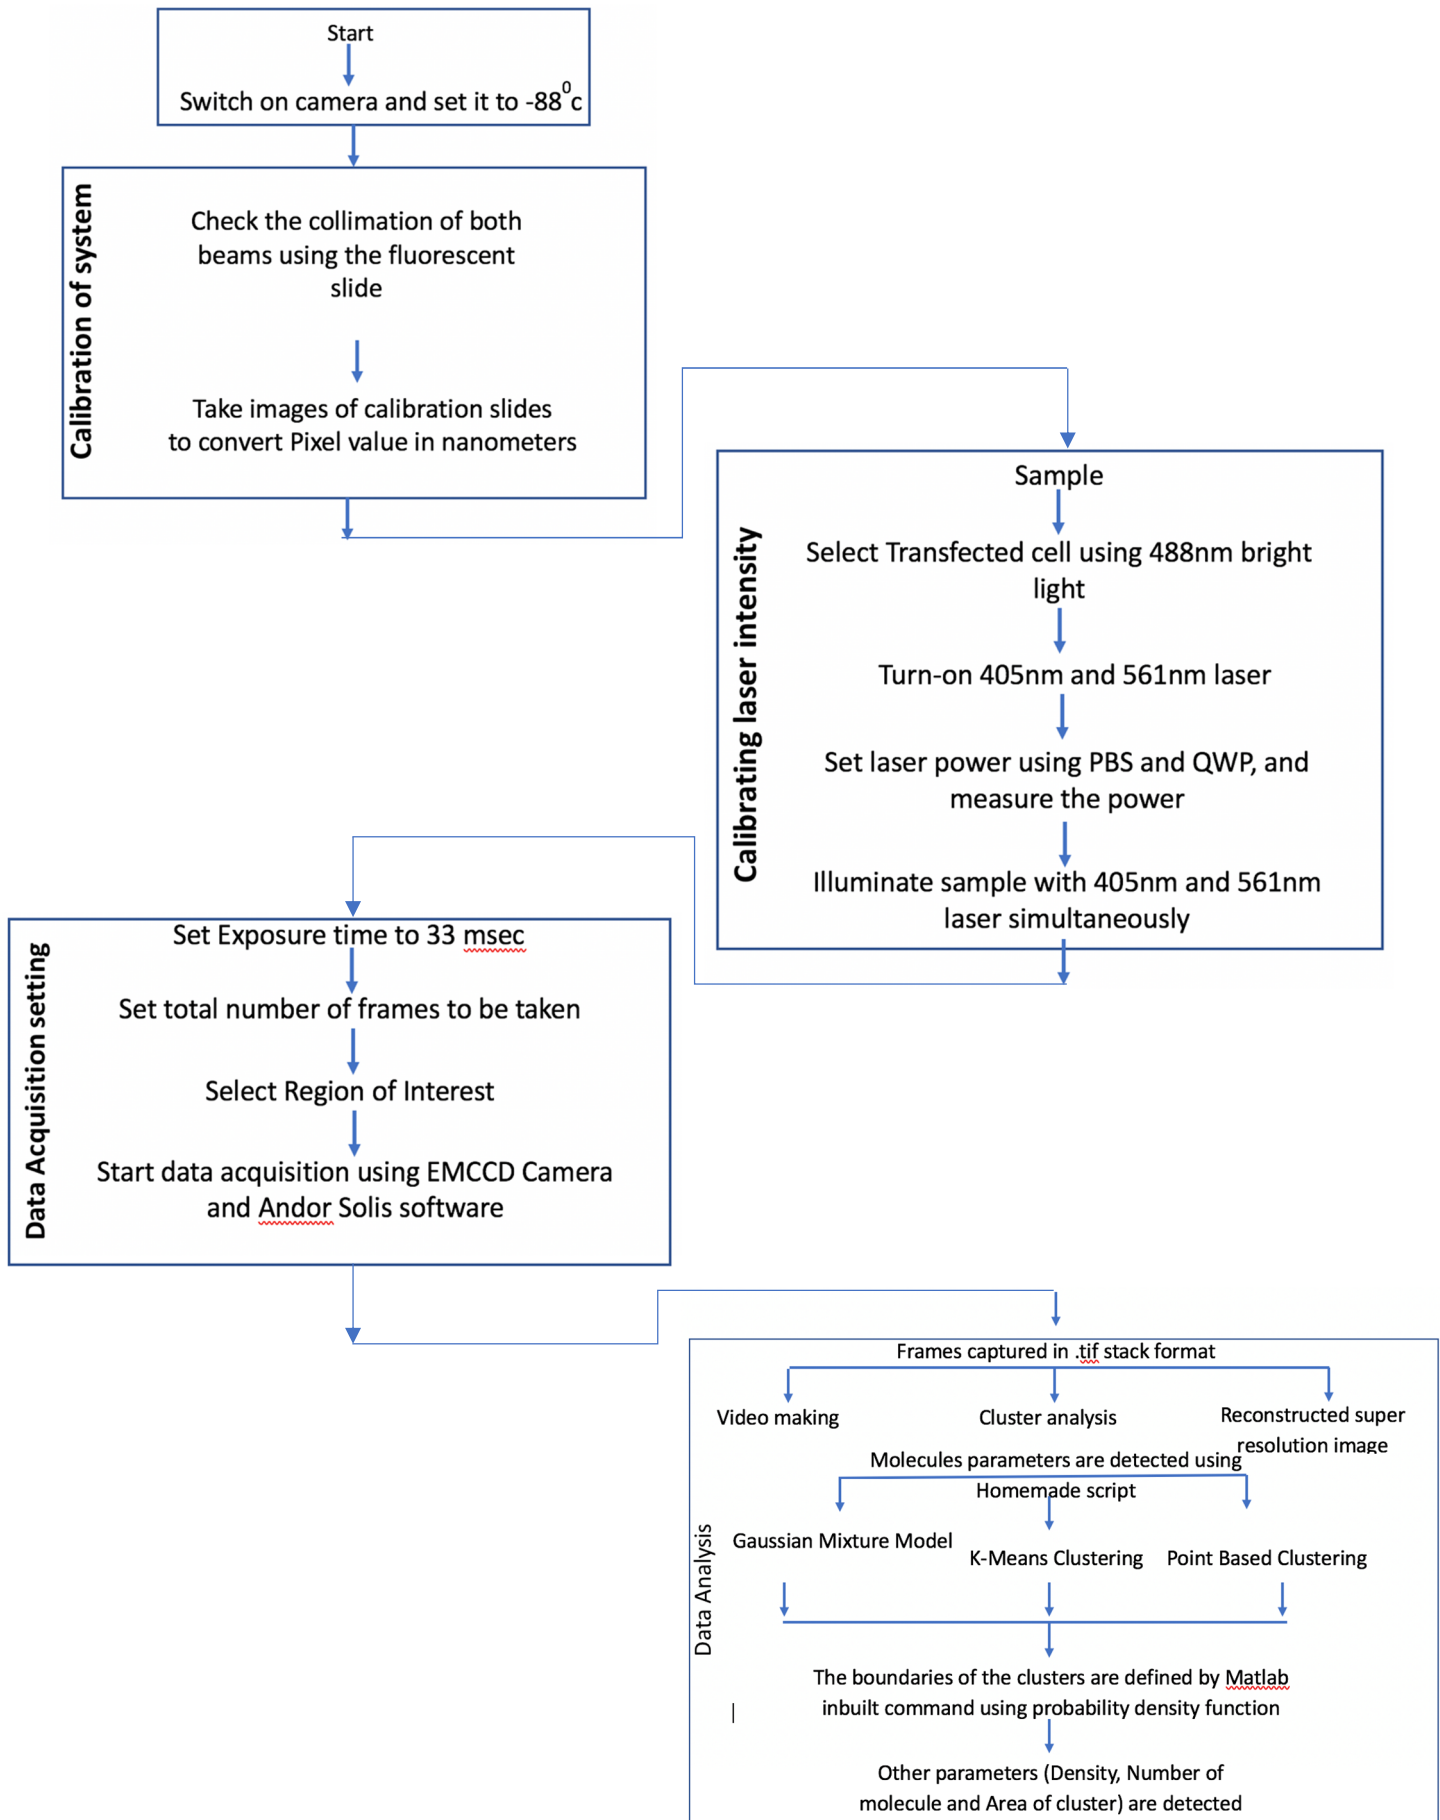 Start
Switch on camera and set it to -88⁰c
Calibration of system
Check the collimation of both
beams using the fluorescent
slide
Take images of calibration slides
to convert Pixel value in nanometers
Calibrating laser intensity
Sample
Select Transfected cell using 488nm bright
light
Turn-on 405nm and 561nm laser
Set laser power using PBS and QWP, and
measure the power
Illuminate sample with 405nm and 561nm
laser simultaneously
Data Acquisition setting
Set Exposure time to 33 msec
Set total number of frames to be taken
Select Region of Interest
Start data acquisition using EMCCD Camera
and Andor Solis software
Data Analysis
Frames captured in .tif stack format
Video making
Cluster analysis
Reconstructed super
resolution image
Molecules parameters are detected using
Homemade script
Gaussian Mixture Model
K-Means Clustering
Point Based Clustering
The boundaries of the clusters are defined by Matlab
inbuilt command using probability density function
Other parameters (Density, Number of
molecule and Area of cluster) are detected